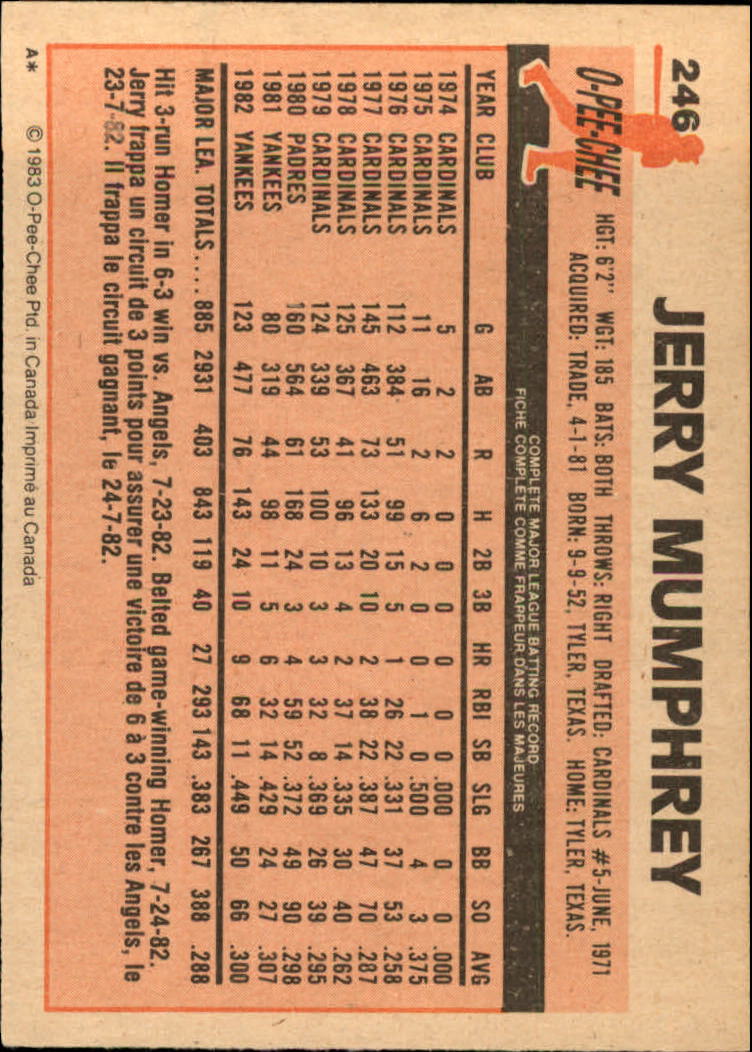 246
JERRY MUMPHREY
O-PEE-CHEE
HGT: 6'2" WGT: 185 BATS: BOTH THROWS: RIGHT DRAFTED: CARDINALS #5-JUNE, 1971
ACQUIRED: TRADE, 4-1-81 BORN: 9-9-52, TYLER, TEXAS. HOME: TYLER, TEXAS.
COMPLETE MAJOR LEAGUE BATTING RECORD
FICHE COMPLÈTE COMME FRAPPEUR DANS LES MAJEURES
YEAR CLUB G AB R H 2B 3B HR RBI SB SLG BB SO AVG
1974 CARDINALS 5 2 2 0 0 0 0 0 0 .000 0 0 .000
1975 CARDINALS 11 16 2 6 2 0 0 1 0 .500 4 3 .375
1976 CARDINALS 112 384 51 99 15 5 1 26 22 .331 37 53 .258
1977 CARDINALS 145 463 73 133 20 10 2 38 22 .387 47 70 .287
1978 CARDINALS 125 367 41 96 13 4 2 37 14 .335 30 40 .262
1979 CARDINALS 124 339 53 100 10 3 3 32 8 .369 26 39 .295
1980 PADRES 160 564 61 168 24 3 4 59 52 .372 49 90 .298
1981 YANKEES 80 319 44 98 11 5 6 32 14 .429 24 27 .307
1982 YANKEES 123 477 76 143 24 10 9 68 11 .449 50 66 .300
MAJOR LEA. TOTALS.... 885 2931 403 843 119 40 27 293 143 .383 267 388 .288
Hit 3-run Homer in 6-3 win vs. Angels, 7-23-82. Belted game-winning Homer, 7-24-82.
Jerry frappa un circuit de 3 points pour assurer une victoire de 6 à 3 contre les Angels, le
23-7-82. Il frappa le circuit gagnant, le 24-7-82.
A* © 1983 O-Pee-Chee Ptd. in Canada Imprimé au Canada